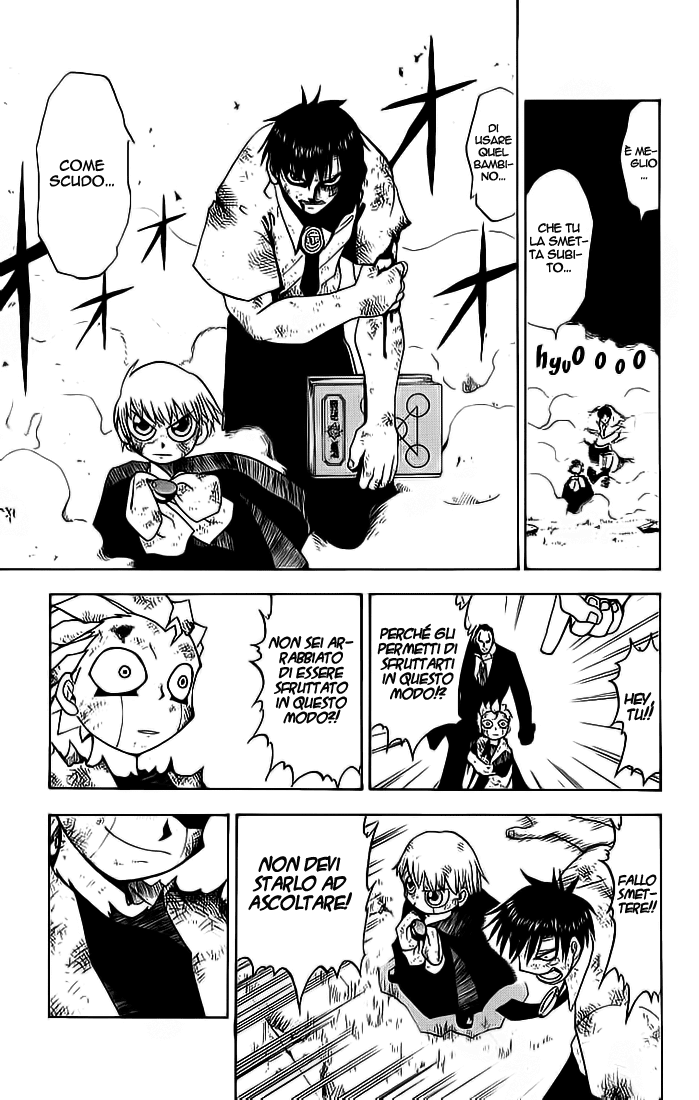 È ME-
GLIO
...
CHE TU
LA SMET-
TA SUBI-
TO...
hyuo o o o
DI
USARE
QUEL
BAMBI-
NO...
COME
SCUDO...
HEY,
TU!!
PERCHÉ GLI
PERMETTI DI
SFRUTTARTI
IN QUESTO
MODO!?
NON SEI AR-
RABBIATO
DI ESSERE
SFRUTTATO
IN QUESTO
MODO?!
FALLO
SMET-
TERE!!
NON DEVI
STARLO AD
ASCOLTARE!